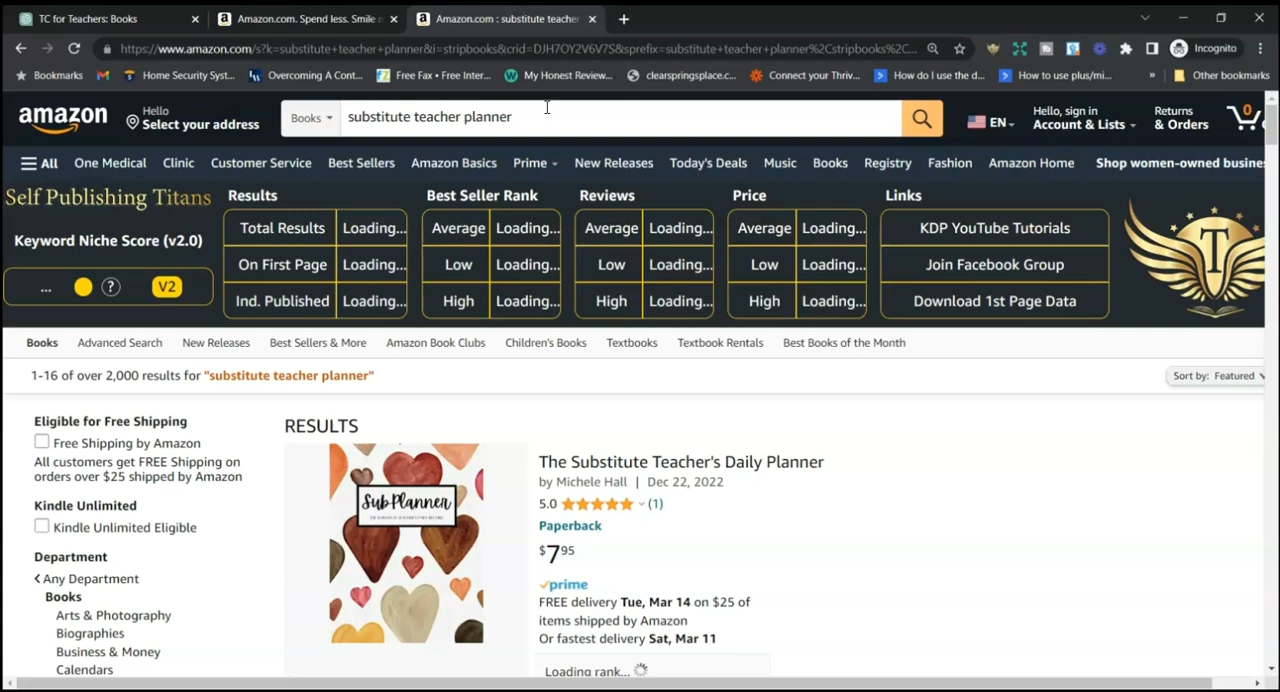 TC for Teachers: Books
Amazon.com. Spend less. Smile
Amazon.com : substitute teacher
https://www.amazon.com/s?k=substitute+teacher+planner&i=stripbooks&crid=DJH7OY2V6V7S&sprefix=substitute+teacher+planner%2Cstripbooks%2C...
Incognito
Bookmarks
Home Security Syst...
Overcoming A Cont...
Free Fax • Free Inter...
My Honest Review...
clearspringsplace.c...
Connect your Thriv...
How do I use the d...
How to use plus/mi...
»
Other bookmarks
amazon
Hello
Select your address
Books
substitute teacher planner
EN
Hello, sign in
Account & Lists
Returns
& Orders
0
All One Medical Clinic Customer Service Best Sellers Amazon Basics Prime New Releases Today's Deals Music Books Registry Fashion Amazon Home Shop women-owned busine
Self Publishing Titans
Keyword Niche Score (v2.0)
... ? V2
Results
Total Results Loading...
On First Page Loading...
Ind. Published Loading...
Best Seller Rank
Average Loading...
Low Loading...
High Loading...
Reviews
Average Loading...
Low Loading...
High Loading...
Price
Average Loading...
Low Loading...
High Loading...
Links
KDP YouTube Tutorials
Join Facebook Group
Download 1st Page Data
T
Books Advanced Search New Releases Best Sellers & More Amazon Book Clubs Children's Books Textbooks Textbook Rentals Best Books of the Month
1-16 of over 2,000 results for "substitute teacher planner"
Sort by: Featured
Eligible for Free Shipping
Free Shipping by Amazon
All customers get FREE Shipping on
orders over $25 shipped by Amazon
Kindle Unlimited
Kindle Unlimited Eligible
Department
Any Department
Books
Arts & Photography
Biographies
Business & Money
Calendars
RESULTS
Sub Planner
The Substitute Teacher's Daily Planner
by Michele Hall | Dec 22, 2022
5.0 (1)
Paperback
$7 95
prime
FREE delivery Tue, Mar 14 on $25 of
items shipped by Amazon
Or fastest delivery Sat, Mar 11
Loading rank...